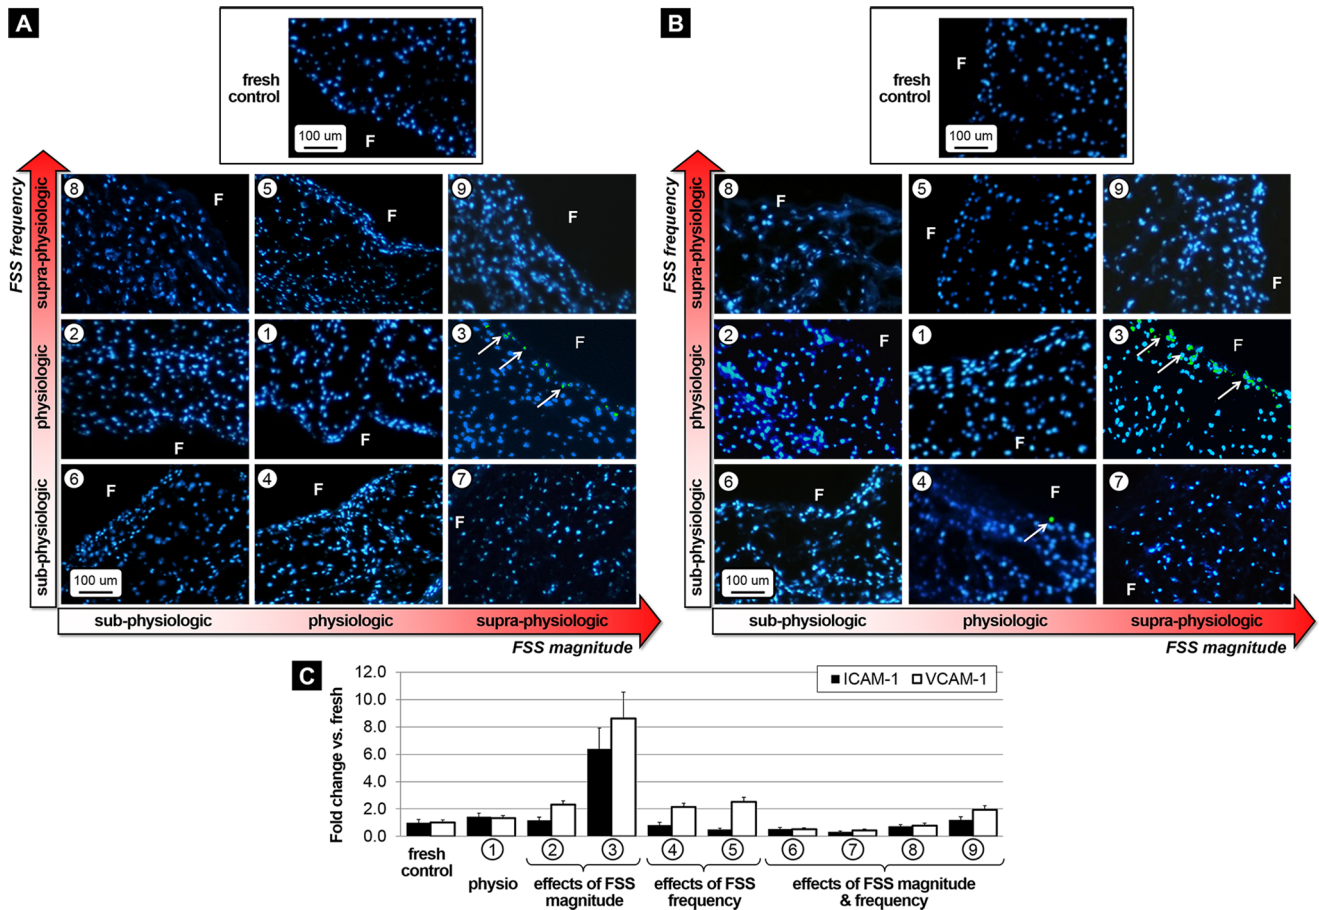 A
fresh
control
100 um
F
FSS frequency
supra-physiologic
physiologic
sub-physiologic
8
F
5
F
9
F
2
F
1
F
3
F
6
F
100 um
4
F
7
F
sub-physiologic
physiologic
supra-physiologic
FSS magnitude
B
fresh
control
F
100 um
FSS frequency
supra-physiologic
physiologic
sub-physiologic
8
F
5
F
9
F
2
F
1
F
3
F
6
F
100 um
4
F
7
F
sub-physiologic
physiologic
supra-physiologic
FSS magnitude
C
Fold change vs. fresh
12.0
10.0
8.0
6.0
4.0
2.0
0.0
ICAM-1 VCAM-1
fresh
control
1
physio
2 3
effects of FSS
magnitude
4 5
effects of FSS
frequency
6 7 8 9
effects of FSS magnitude
& frequency